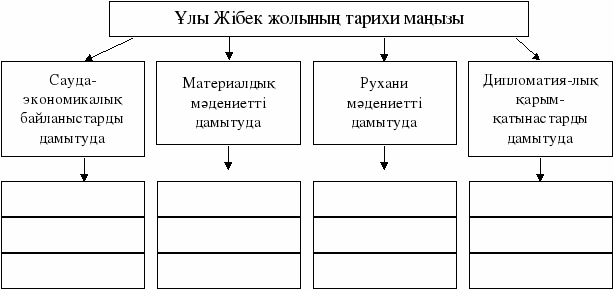 Ұлы Жібек жолының тарихи маңызы
Сауда-
экономикалық
байланыстарды
дамытуда
Материалдық
мәдениетті
дамытуда
Рухани
мәдениетті
дамытуда
Дипломатия-лық
қарым-
қатынастарды
дамытуда